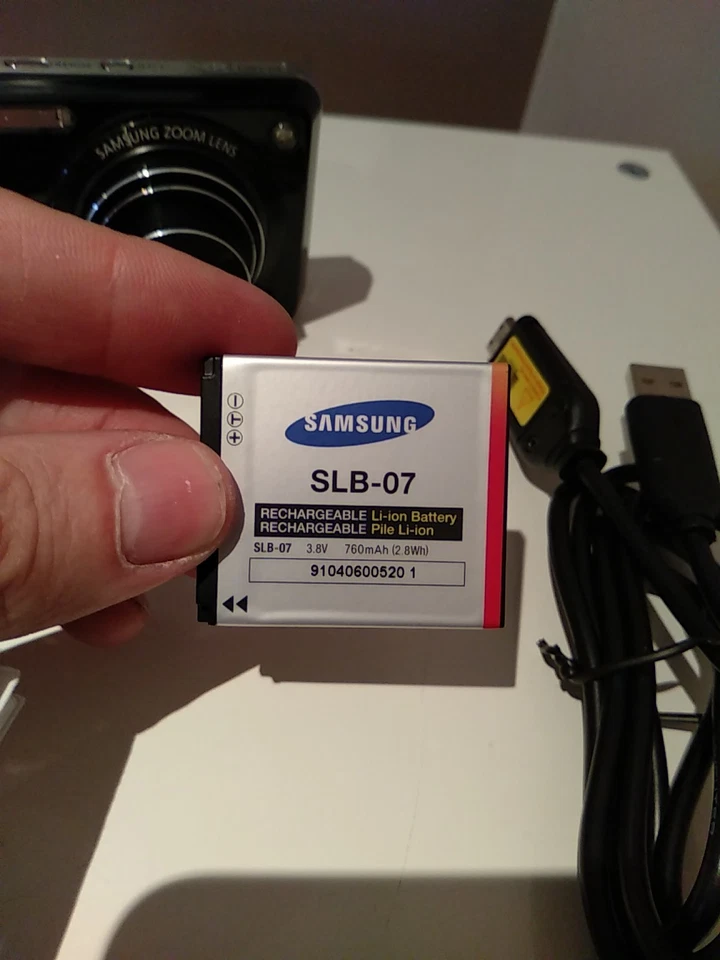 SAMSUNG ZOOM LENS
SAMSUNG
SLB-07
RECHARGEABLE Li-ion Battery
RECHARGEABLE Pile Li-ion
SLB-07 3.8V 760mAh (2.8Wh)
91040600520 1